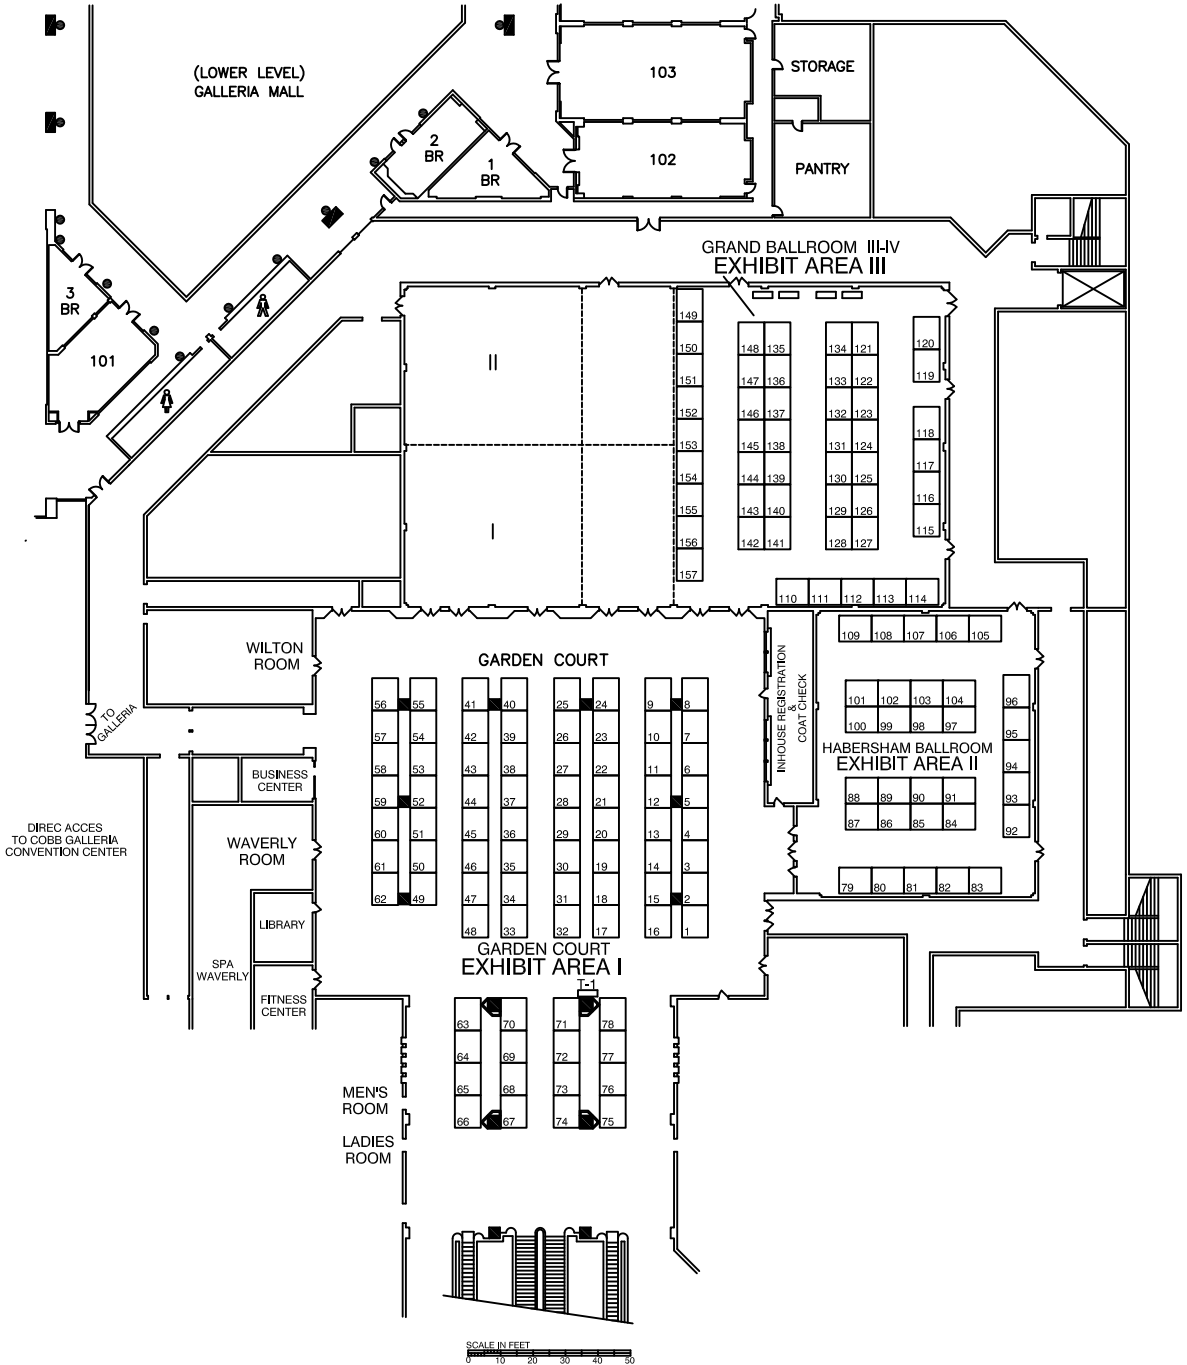 (LOWER LEVEL)
GALLERIA MALL
103
STORAGE
2
BR
1
BR
102
PANTRY
GRAND BALLROOM III-IV
EXHIBIT AREA III
3
BR
101
II
I
149
150
151
152
153
154
155
156
157
148 135
147 136
146 137
145 138
144 139
143 140
142 141
134 121
133 122
132 123
131 124
130 125
129 126
128 127
120
119
118
117
116
115
110 111 112 113 114
WILTON
ROOM
GARDEN COURT
INHOUSE REGISTRATION
&
COAT CHECK
109 108 107 106 105
101 102 103 104
100 99 98 97
HABERSHAM BALLROOM
EXHIBIT AREA II
88 89 90 91
87 86 85 84
96
95
94
93
92
79 80 81 82 83
TO
GALLERIA
56 55 41 40 25 24 9 8
57 54 42 39 26 23 10 7
58 53 43 38 27 22 11 6
59 52 44 37 28 21 12 5
60 51 45 36 29 20 13 4
61 50 46 35 30 19 14 3
62 49 47 34 31 18 15 2
48 33 32 17 16 1
BUSINESS
CENTER
DIREC ACCES
TO COBB GALLERIA
CONVENTION CENTER
WAVERLY
ROOM
LIBRARY
SPA
WAVERLY
FITNESS
CENTER
GARDEN COURT
EXHIBIT AREA I
T-1
63 70 71 78
64 69 72 77
65 68 73 76
66 67 74 75
MEN'S
ROOM
LADIES
ROOM
SCALE IN FEET
0 10 20 30 40 50